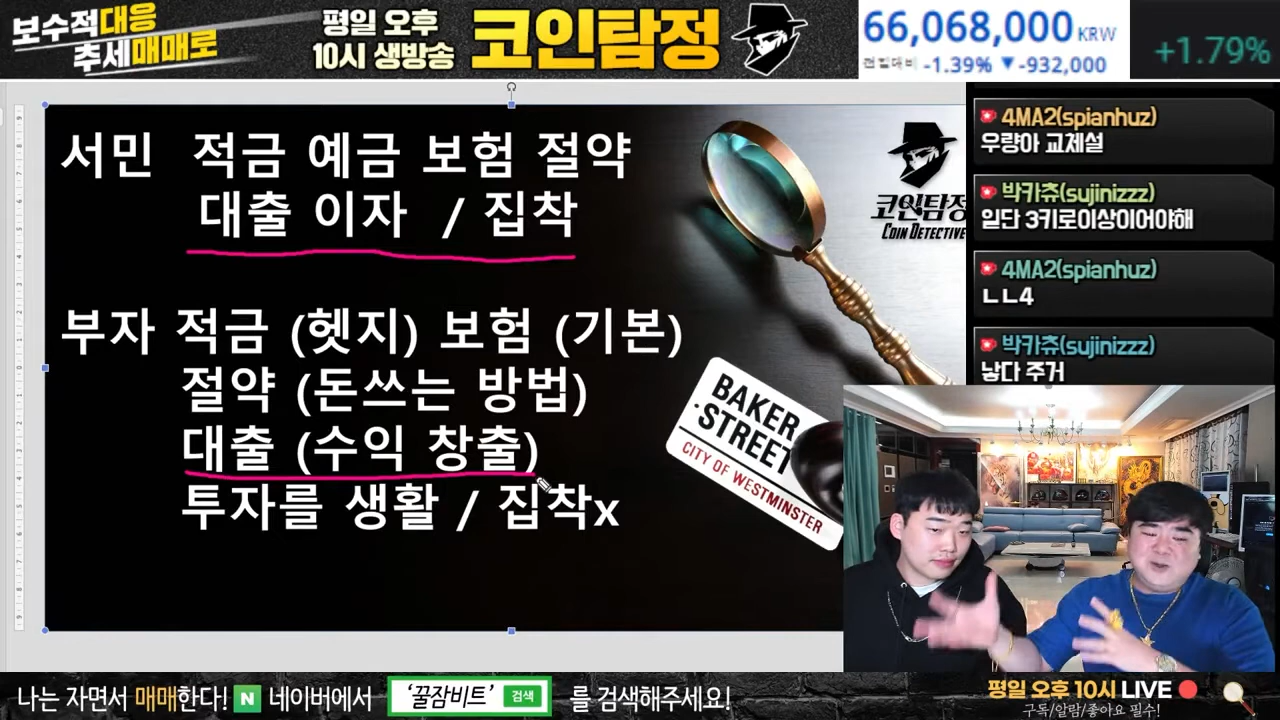 보수적대응
추세매매로
평일 오후
10시 생방송
코인탐정
66,068,000 KRW
전일대비 -1.39% ▼-932,000
+1.79%
서민 적금 예금 보험 절약
대출 이자 / 집착
부자 적금 (헷지) 보험 (기본)
절약 (돈쓰는 방법)
대출 (수익 창출)
투자를 생활 / 집착x
코인탐정
COIN DETECTIVE
BAKER
STREET
CITY OF WESTMINSTER
4MA2(spianhuz)
우량아 교체설
박카츄(sujinizzz)
일단 3키로이상이어야해
4MA2(spianhuz)
ㄴㄴ4
박카츄(sujinizzz)
낳다 주거
나는 자면서 매매한다! N 네이버에서 '꿀잠비트' 검색 를 검색해주세요!
평일 오후 10시 LIVE
구독/알람/좋아요 필수!